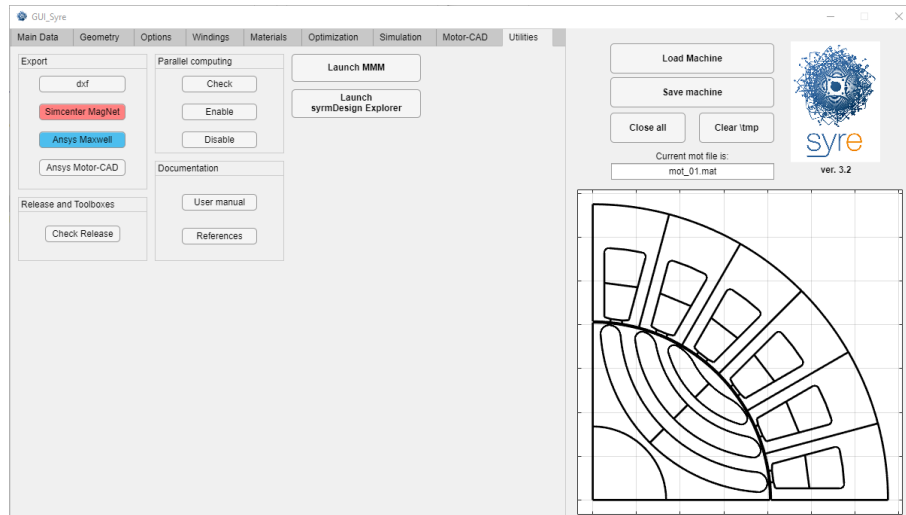 GUI_Syre
Main Data Geometry Options Windings Materials Optimization Simulation Motor-CAD Utilities
Export
dxf
Simcenter MagNet
Ansys Maxwell
Ansys Motor-CAD
Release and Toolboxes
Check Release
Parallel computing
Check
Enable
Disable
Documentation
User manual
References
Launch MMM
Launch
syrmDesign Explorer
Load Machine
Save machine
Close all
Clear \tmp
Current mot file is:
mot_01.mat
syre
ver. 3.2